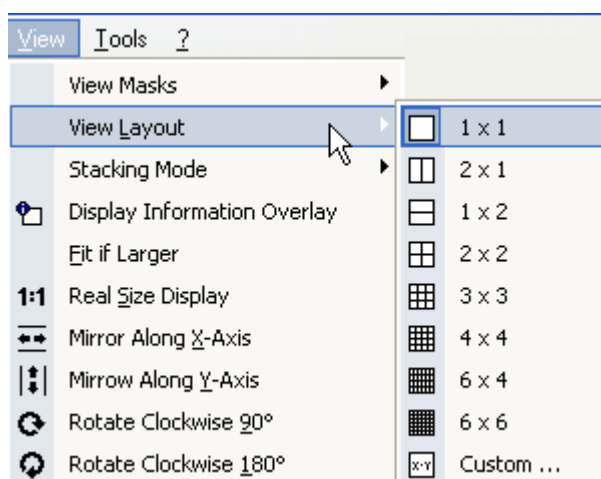 View Tools ?
View Masks
View Layout
Stacking Mode
Display Information Overlay
Fit if Larger
1:1 Real Size Display
Mirror Along X-Axis
Mirrow Along Y-Axis
Rotate Clockwise 90°
Rotate Clockwise 180°
1 x 1
2 x 1
1 x 2
2 x 2
3 x 3
4 x 4
6 x 4
6 x 6
X-Y Custom ...